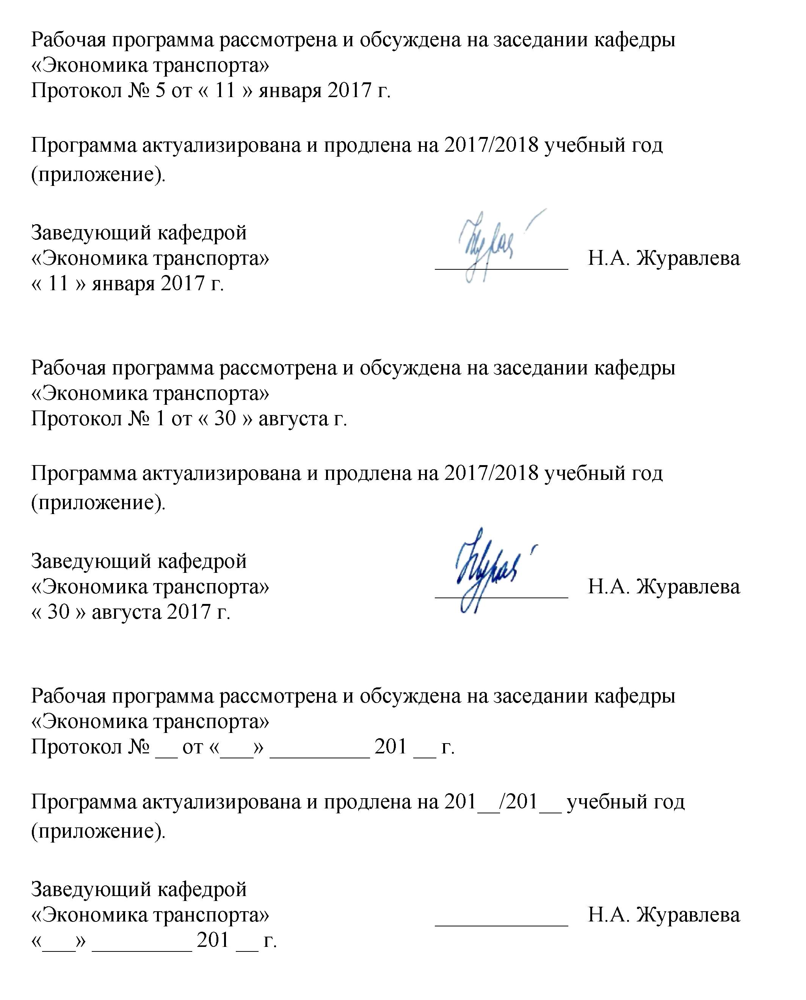 Рабочая программа рассмотрена и обсуждена на заседании кафедры
«Экономика транспорта»
Протокол № 5 от « 11 » января 2017 г.
Программа актуализирована и продлена на 2017/2018 учебный год
(приложение).
Заведующий кафедрой
«Экономика транспорта» ____________ Н.А. Журавлева
« 11 » января 2017 г.
Рабочая программа рассмотрена и обсуждена на заседании кафедры
«Экономика транспорта»
Протокол № 1 от « 30 » августа г.
Программа актуализирована и продлена на 2017/2018 учебный год
(приложение).
Заведующий кафедрой
«Экономика транспорта» ____________ Н.А. Журавлева
« 30 » августа 2017 г.
Рабочая программа рассмотрена и обсуждена на заседании кафедры
«Экономика транспорта»
Протокол № __ от «___» _________ 201 __ г.
Программа актуализирована и продлена на 201__/201__ учебный год
(приложение).
Заведующий кафедрой
«Экономика транспорта» ____________ Н.А. Журавлева
«___» _________ 201 __ г.